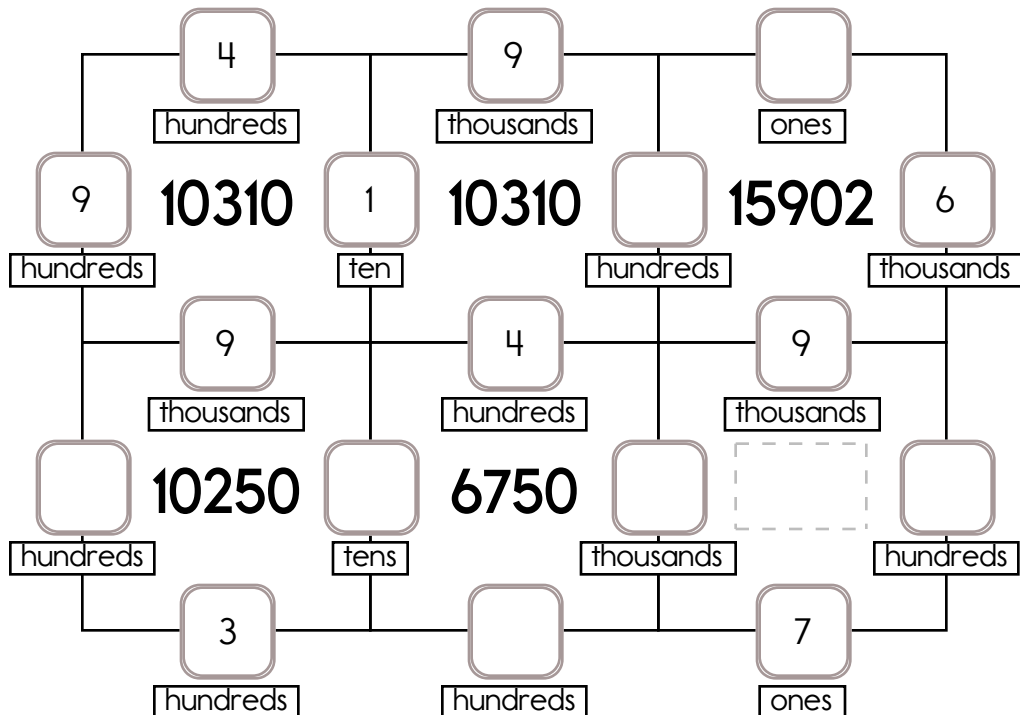 4 9
hundreds thousands ones
9 10310 1 10310 15902 6
hundreds ten hundreds thousands
9 4 9
thousands hundreds thousands
10250 6750
hundreds tens thousands hundreds
3 7
hundreds hundreds ones